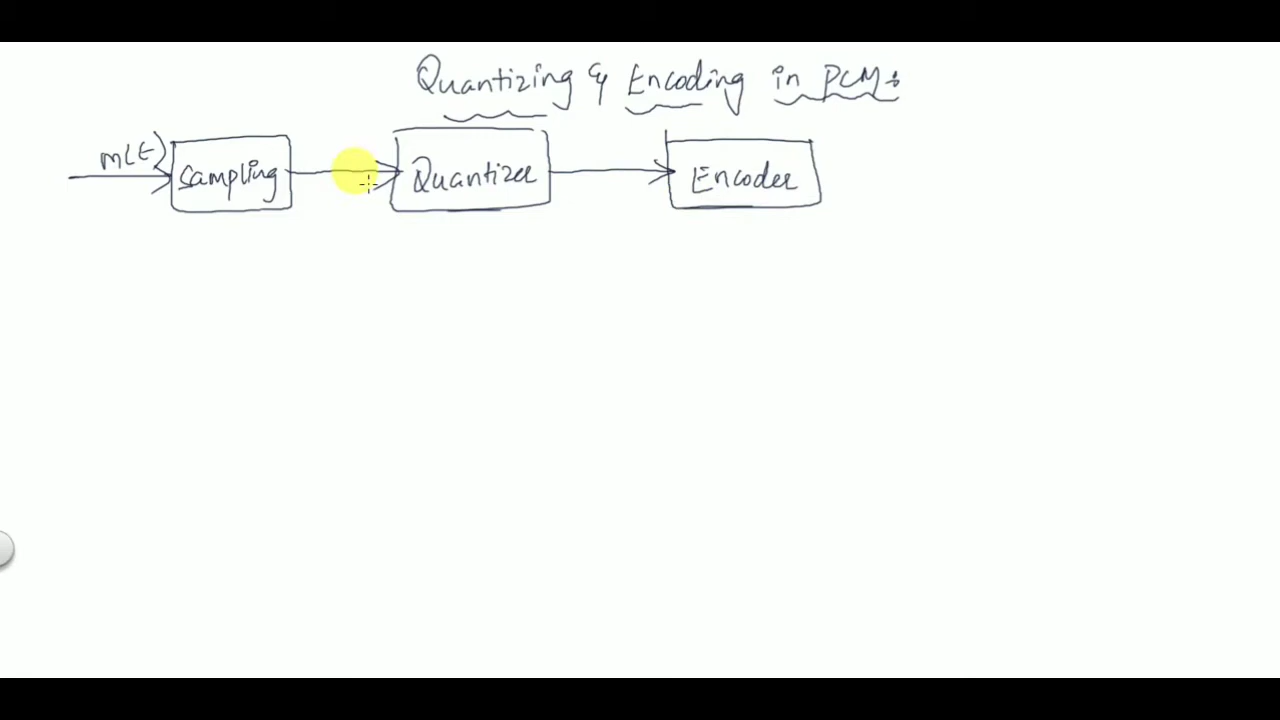 Quantizing & Encoding in PCM:
m(t)
Sampling
Quantizer
Encoder